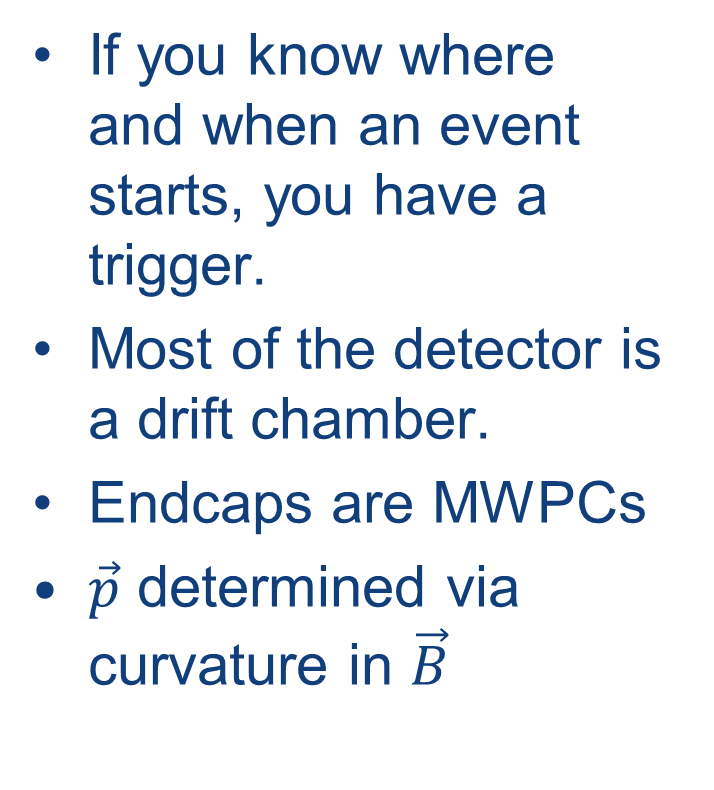 • If you know where
and when an event
starts, you have a
trigger.
• Most of the detector is
a drift chamber.
• Endcaps are MWPCs
• p⃗ determined via
curvature in B⃗